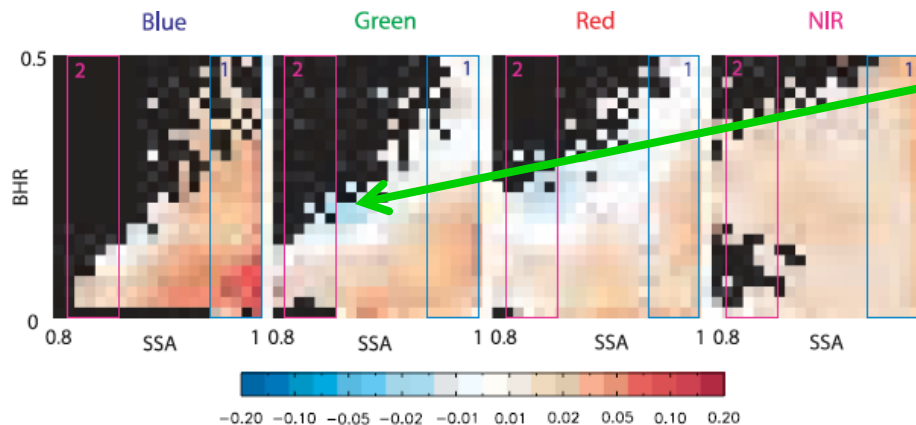 Blue Green Red NIR
0.5 2 1 2 1 2 1 2 1
BHR
0
0.8 SSA 1 0.8 SSA 1 0.8 SSA 1 0.8 SSA
-0.20 -0.10 -0.05 -0.02 -0.01 0.01 0.02 0.05 0.10 0.20